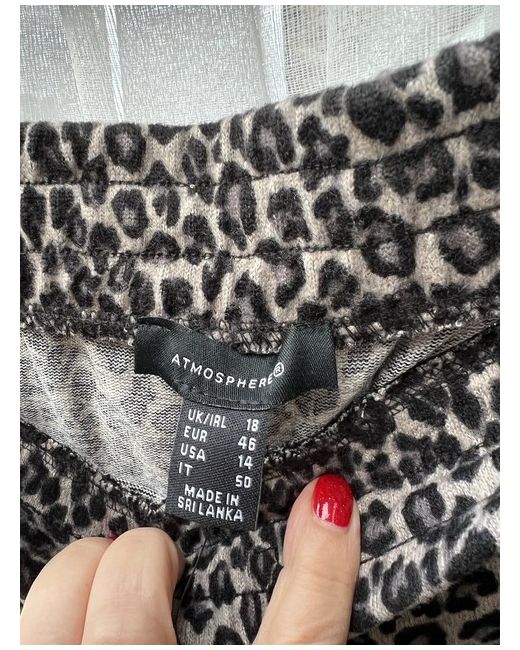 ATMOSPHERE®
UK/IRL 18
EUR 46
USA 14
IT 50
MADE IN
SRI LANKA